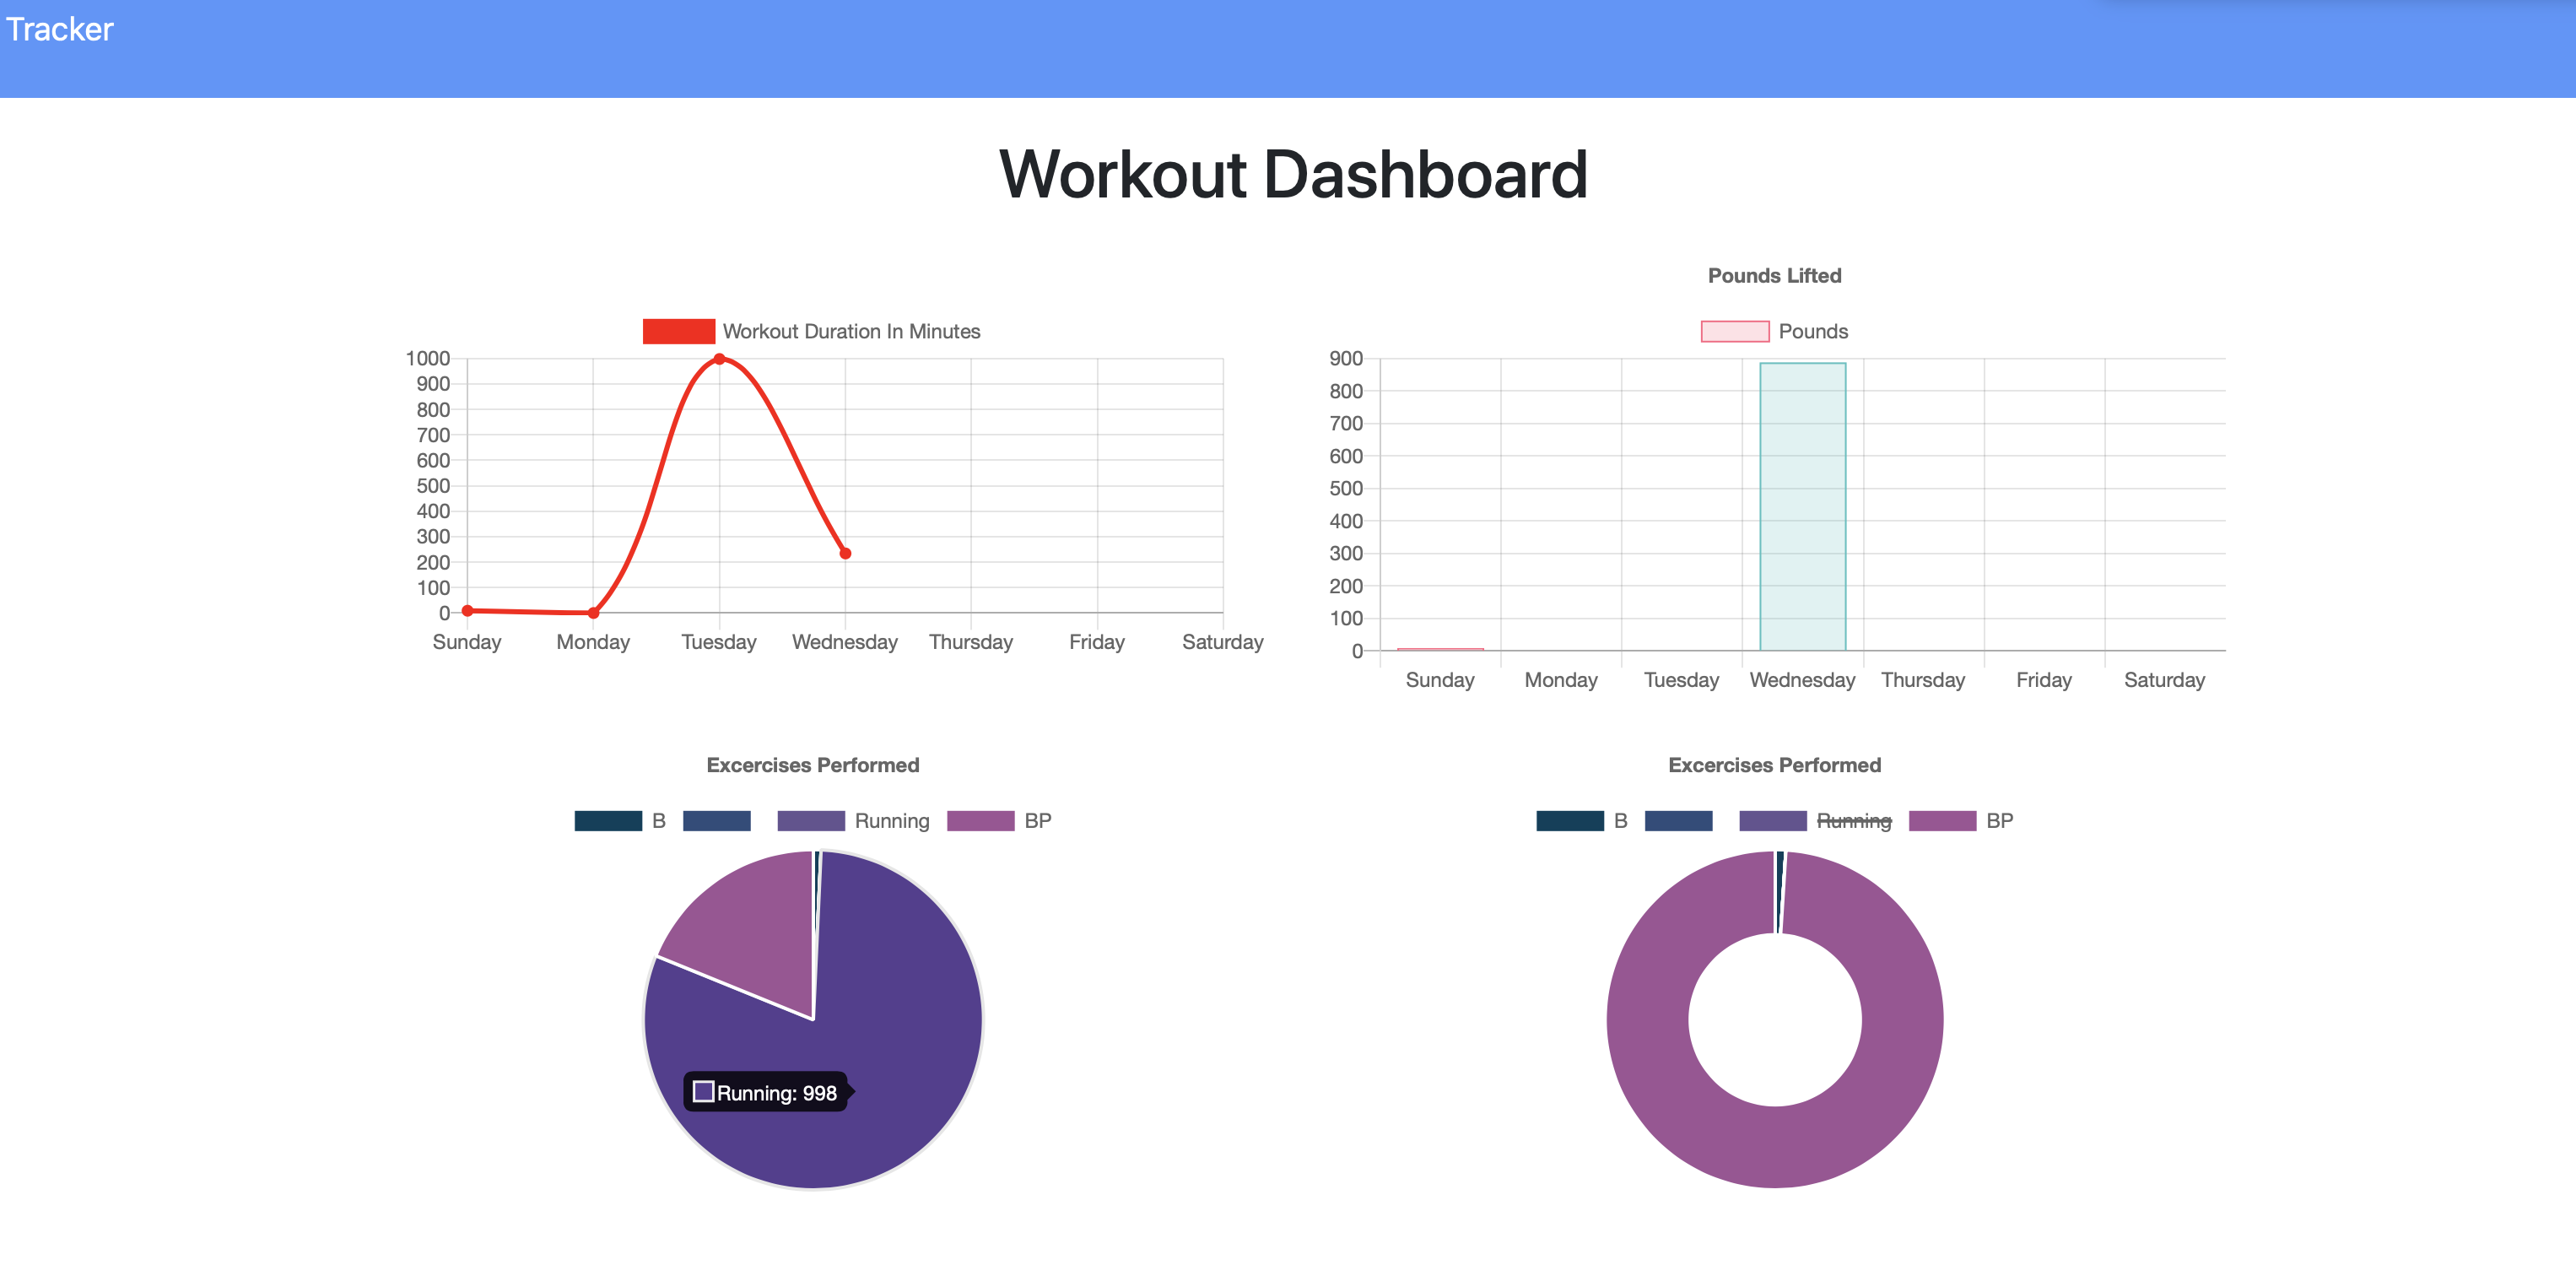 Tracker
Workout Dashboard
Workout Duration In Minutes
1000
900
800
700
600
500
400
300
200
100
0
Sunday Monday Tuesday Wednesday Thursday Friday Saturday
Pounds Lifted
Pounds
900
800
700
600
500
400
300
200
100
0
Sunday Monday Tuesday Wednesday Thursday Friday Saturday
Excercises Performed
B Running BP
Running: 998
Excercises Performed
B Running BP